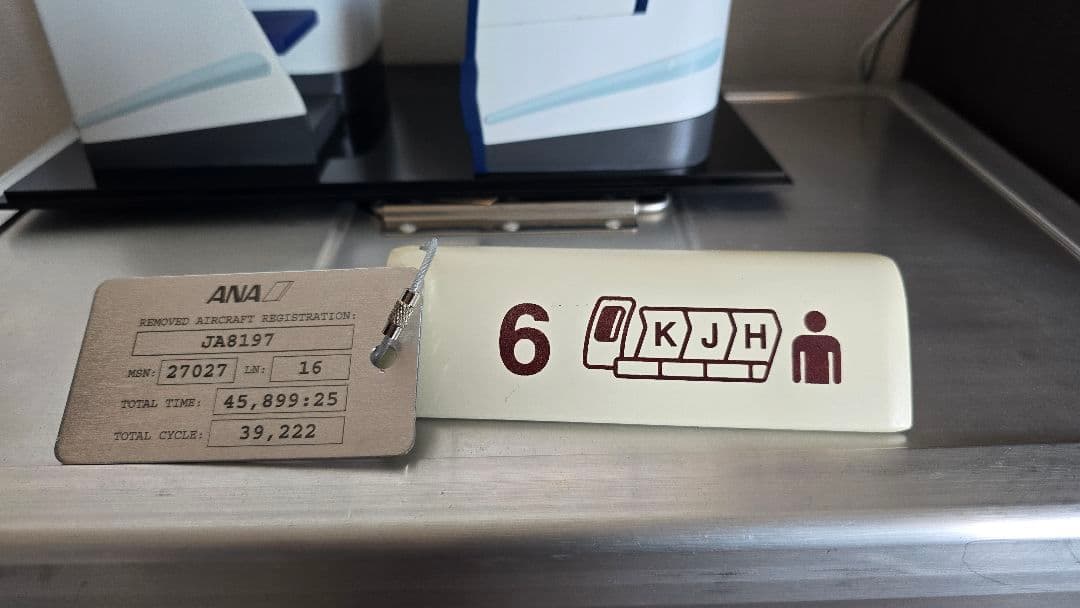 ANA
REMOVED AIRCRAFT REGISTRATION:
JA8197
MSN: 27027 LN: 16
TOTAL TIME: 45,899:25
TOTAL CYCLE: 39,222
6 K J H